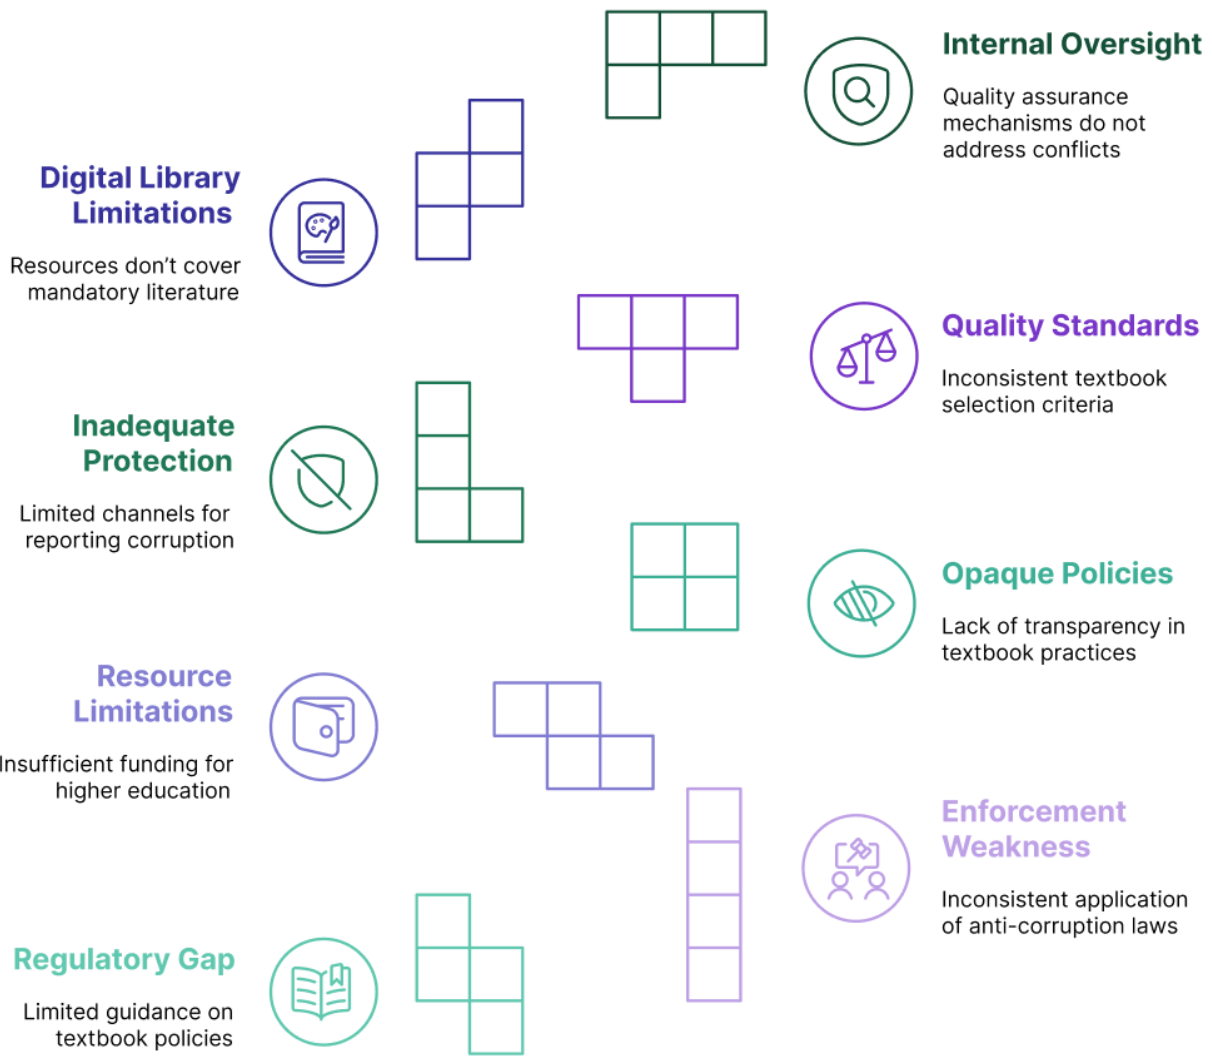 Internal Oversight
Quality assurance
mechanisms do not
address conflicts
Digital Library
Limitations
Resources don't cover
mandatory literature
Quality Standards
Inconsistent textbook
selection criteria
Inadequate
Protection
Limited channels for
reporting corruption
Opaque Policies
Lack of transparency in
textbook practices
Resource
Limitations
Insufficient funding for
higher education
Enforcement
Weakness
Inconsistent application
of anti-corruption laws
Regulatory Gap
Limited guidance on
textbook policies